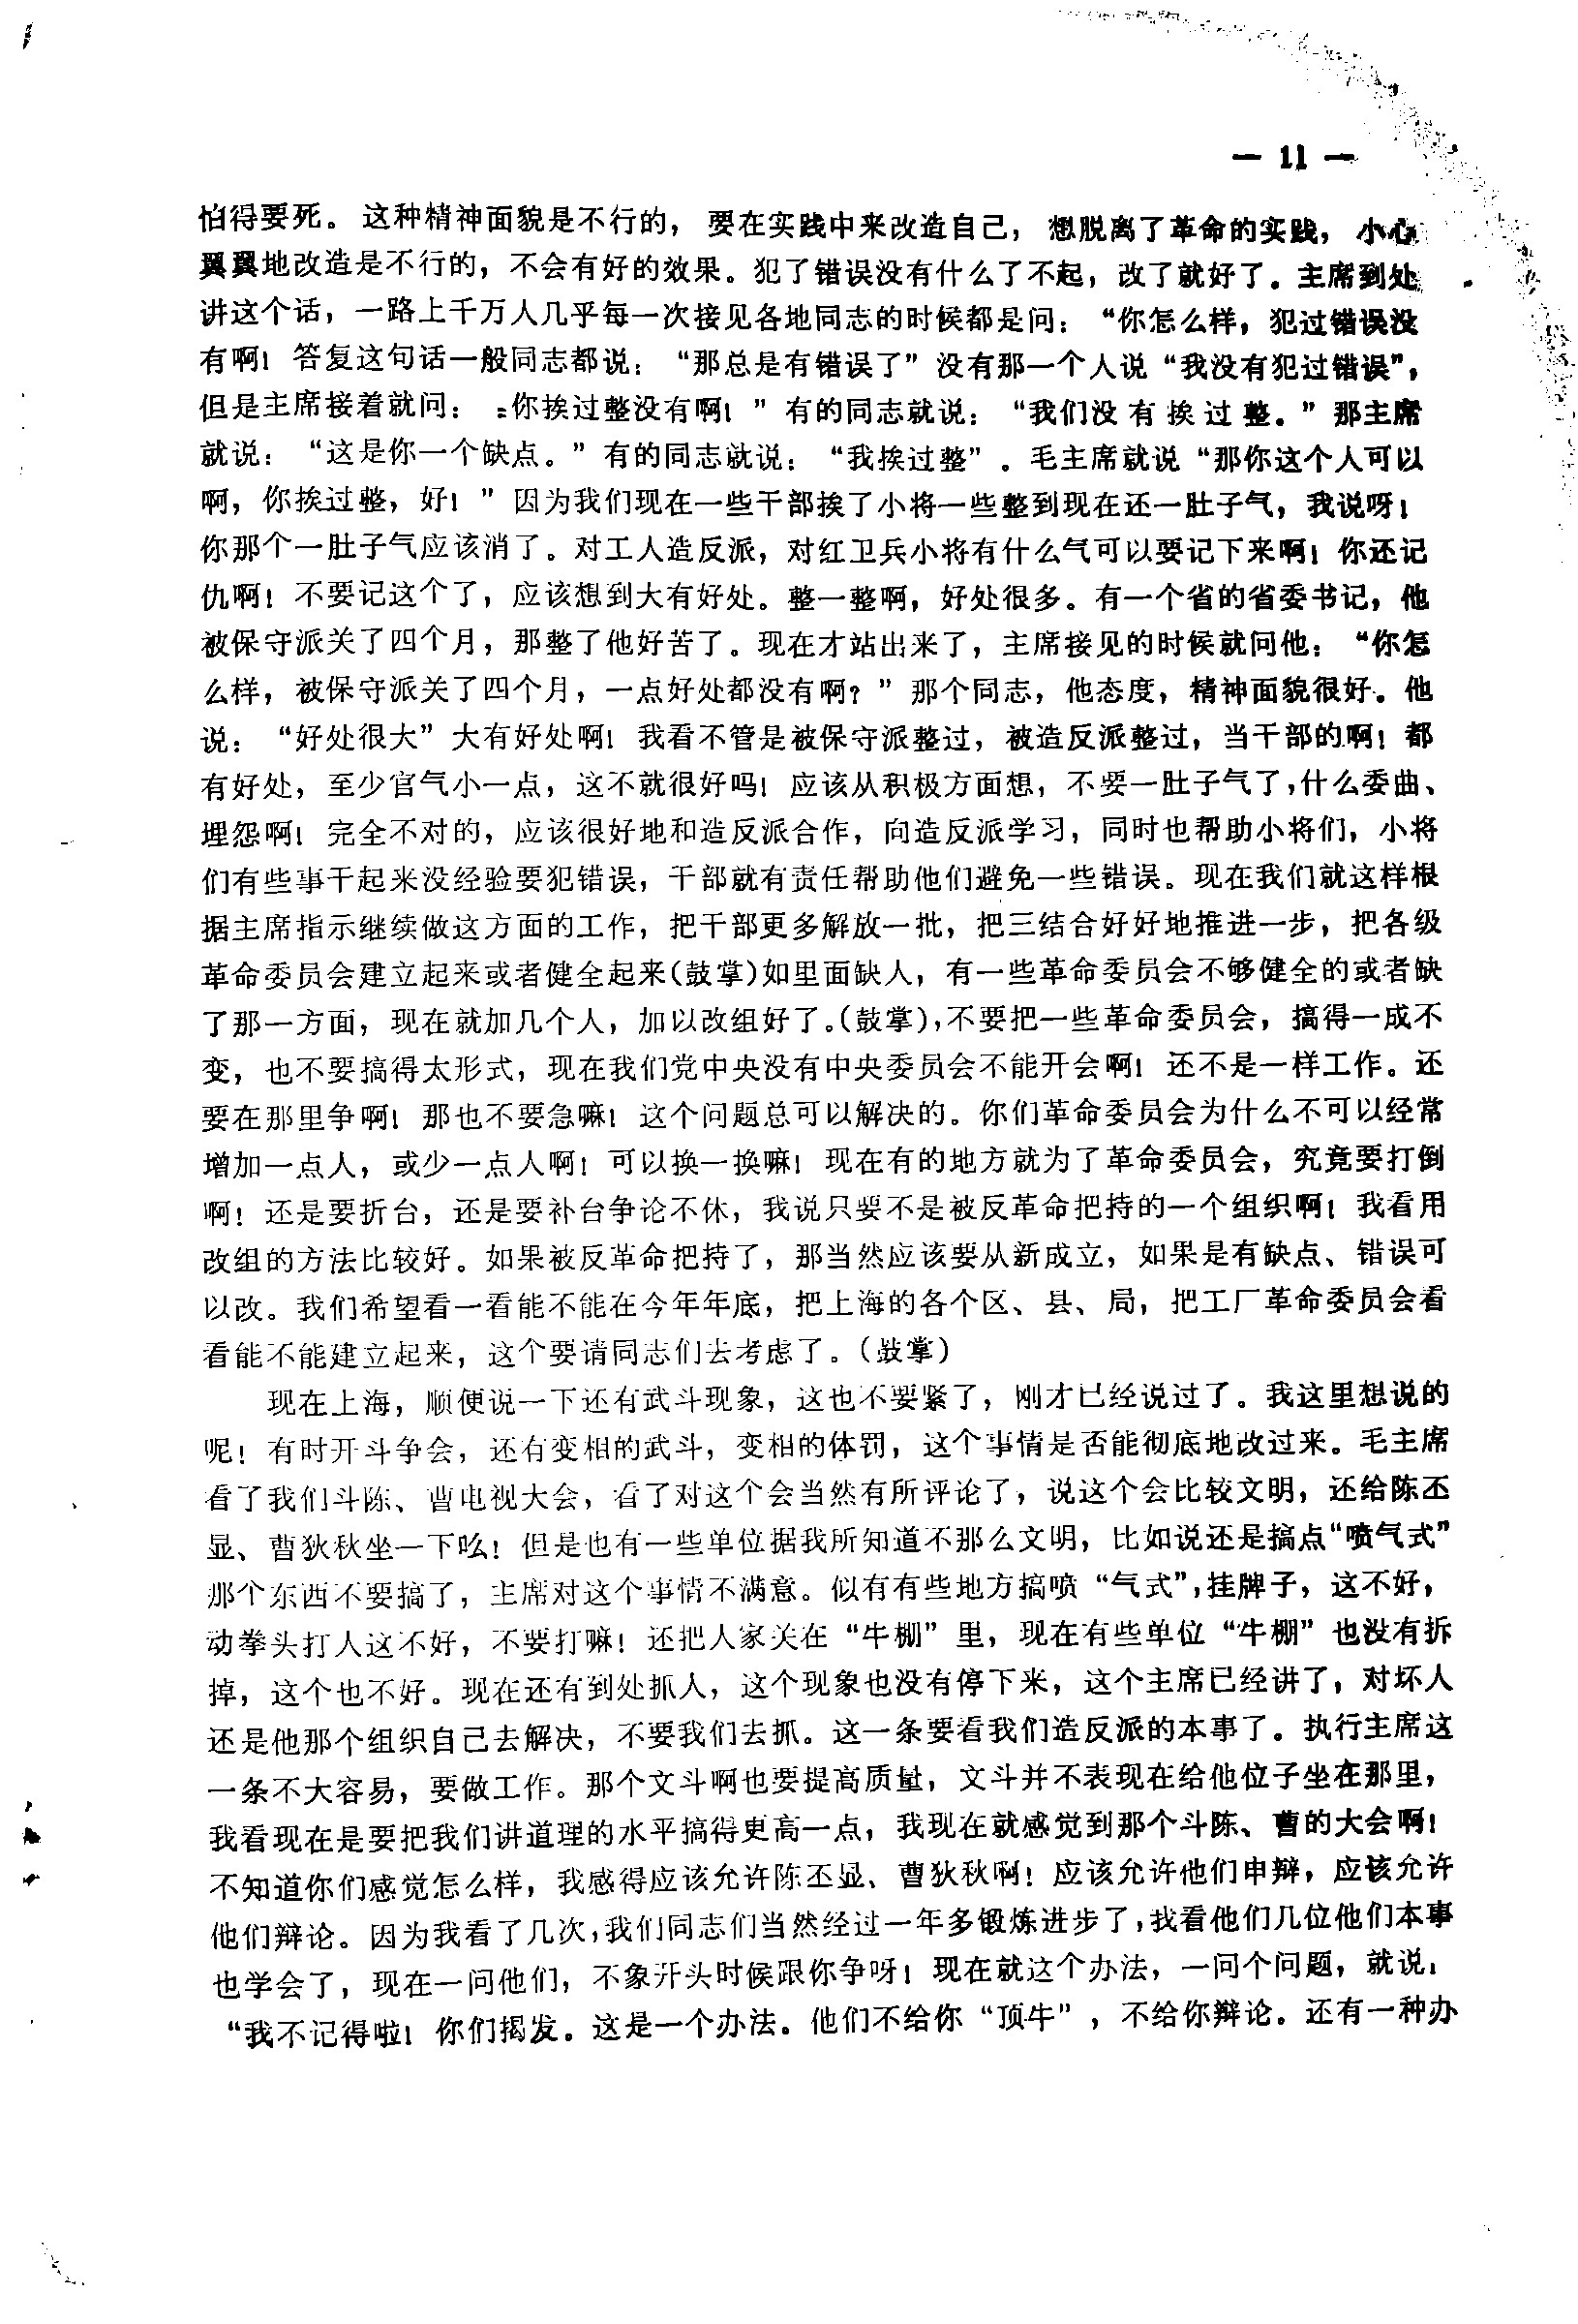 — 11 —
怕得要死。这种精神面貌是不行的，要在实践中来改造自己，想脱离了革命的实践，小心
翼翼地改造是不行的，不会有好的效果。犯了错误没有什么了不起，改了就好了。主席到处
讲这个话，一路上千万人几乎每一次接见各地同志的时候都是问：“你怎么样，犯过错误没
有啊！答复这句话一般同志都说：“那总是有错误了”没有那一个人说“我没有犯过错误”，
但是主席接着就问：“你挨过整没有啊！”有的同志就说：“我们没有挨过整。”那主席
就说：“这是你一个缺点。”有的同志就说：“我挨过整”。毛主席就说“那你这个人可以
啊，你挨过整，好！”因为我们现在一些干部挨了小将一些整到现在还一肚子气，我说呀！
你那个一肚子气应该消了。对工人造反派，对红卫兵小将有什么气可以要记下来啊！你还记
仇啊！不要记这个了，应该想到大有好处。整一整啊，好处很多。有一个省的省委书记，他
被保守派关了四个月，那整了他好苦了。现在才站出来了，主席接见的时候就问他：“你怎
么样，被保守派关了四个月，一点好处都没有啊？”那个同志，他态度，精神面貌很好。他
说：“好处很大”大有好处啊！我看不管是被保守派整过，被造反派整过，当干部的啊！都
有好处，至少官气小一点，这不就很好吗！应该从积极方面想，不要一肚子气了，什么委曲、
埋怨啊！完全不对的，应该很好地和造反派合作，向造反派学习，同时也帮助小将们，小将
们有些事干起来没经验要犯错误，干部就有责任帮助他们避免一些错误。现在我们就这样根
据主席指示继续做这方面的工作，把干部更多解放一批，把三结合好好地推进一步，把各级
革命委员会建立起来或者健全起来(鼓掌)如里面缺人，有一些革命委员会不够健全的或者缺
了那一方面，现在就加几个人，加以改组好了。(鼓掌)，不要把一些革命委员会，搞得一成不
变，也不要搞得太形式，现在我们党中央没有中央委员会不能开会啊！还不是一样工作。还
要在那里争啊！那也不要急嘛！这个问题总可以解决的。你们革命委员会为什么不可以经常
增加一点人，或少一点人啊！可以换一换嘛！现在有的地方就为了革命委员会，究竟要打倒
啊！还是要折台，还是要补台争论不休，我说只要不是被反革命把持的一个组织啊！我看用
改组的方法比较好。如果被反革命把持了，那当然应该要从新成立，如果是有缺点、错误可
以改。我们希望看一看能不能在今年年底，把上海的各个区、县、局，把工厂革命委员会看
看能不能建立起来，这个要请同志们去考虑了。（鼓掌）
现在上海，顺便说一下还有武斗现象，这也不要紧了，刚才已经说过了。我这里想说的
呢！有时开斗争会，还有变相的武斗，变相的体罚，这个事情是否能彻底地改过来。毛主席
看了我们斗陈、曹电视大会，看了对这个会当然有所评论了，说这个会比较文明，还给陈丕
显、曹狄秋坐一下吆！但是也有一些单位据我所知道不那么文明，比如说还是搞点“喷气式”
那个东西不要搞了，主席对这个事情不满意。似有有些地方搞喷“气式”，挂牌子，这不好，
动拳头打人这不好，不要打嘛！还把人家关在“牛棚”里，现在有些单位“牛棚”也没有拆
掉，这个也不好。现在还有到处抓人，这个现象也没有停下来，这个主席已经讲了，对坏人
还是他那个组织自己去解决，不要我们去抓。这一条要看我们造反派的本事了。执行主席这
一条不大容易，要做工作。那个文斗啊也要提高质量，文斗并不表现在给他位子坐在那里，
我看现在是要把我们讲道理的水平搞得更高一点，我现在就感觉到那个斗陈、曹的大会啊！
不知道你们感觉怎么样，我感得应该允许陈丕显、曹狄秋啊！应该允许他们申辩，应该允许
他们辩论。因为我看了几次，我们同志们当然经过一年多锻炼进步了，我看他们几位他们本事
也学会了，现在一问他们，不象开头时候跟你争呀！现在就这个办法，一问个问题，就说：
“我不记得啦！你们揭发。这是一个办法。他们不给你“顶牛”，不给你辩论。还有一种办